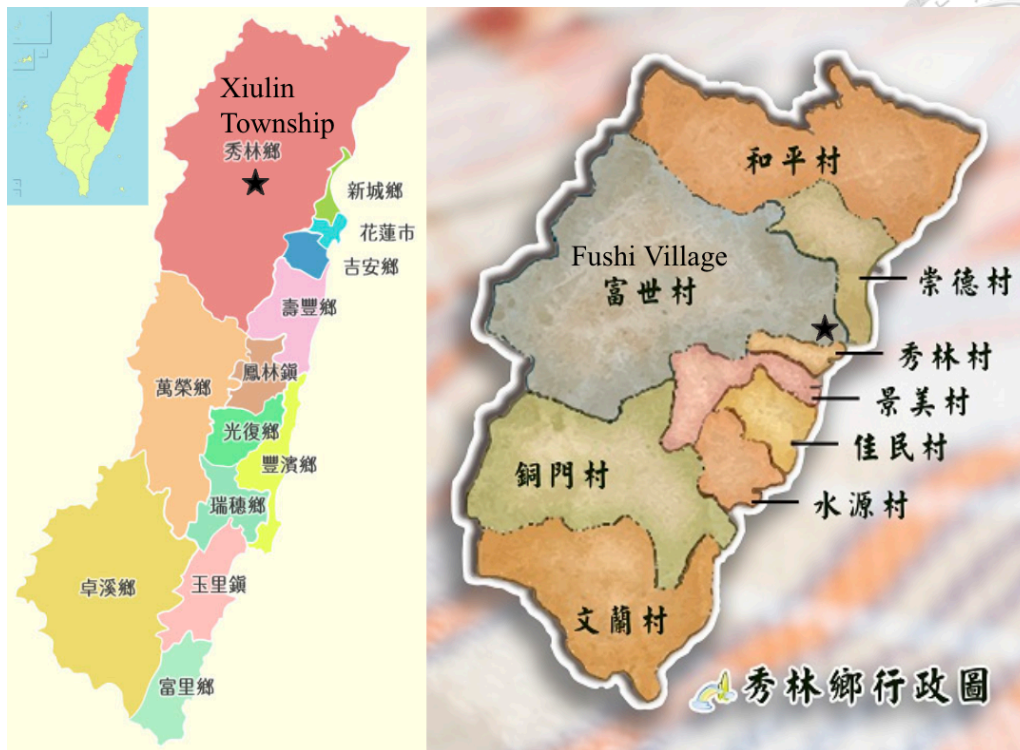 Xiulin
Township
秀林鄉
新城鄉
花蓮市
吉安鄉
壽豐鄉
鳳林鎮
萬榮鄉
光復鄉
豐濱鄉
瑞穗鄉
卓溪鄉
玉里鎮
富里鄉
和平村
Fushi Village
富世村
崇德村
秀林村
景美村
佳民村
銅門村
水源村
文蘭村
秀林鄉行政圖